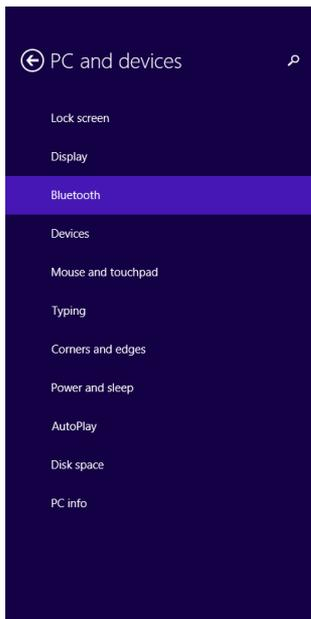 PC and devices
Lock screen
Display
Bluetooth
Devices
Mouse and touchpad
Typing
Corners and edges
Power and sleep
AutoPlay
Disk space
PC info